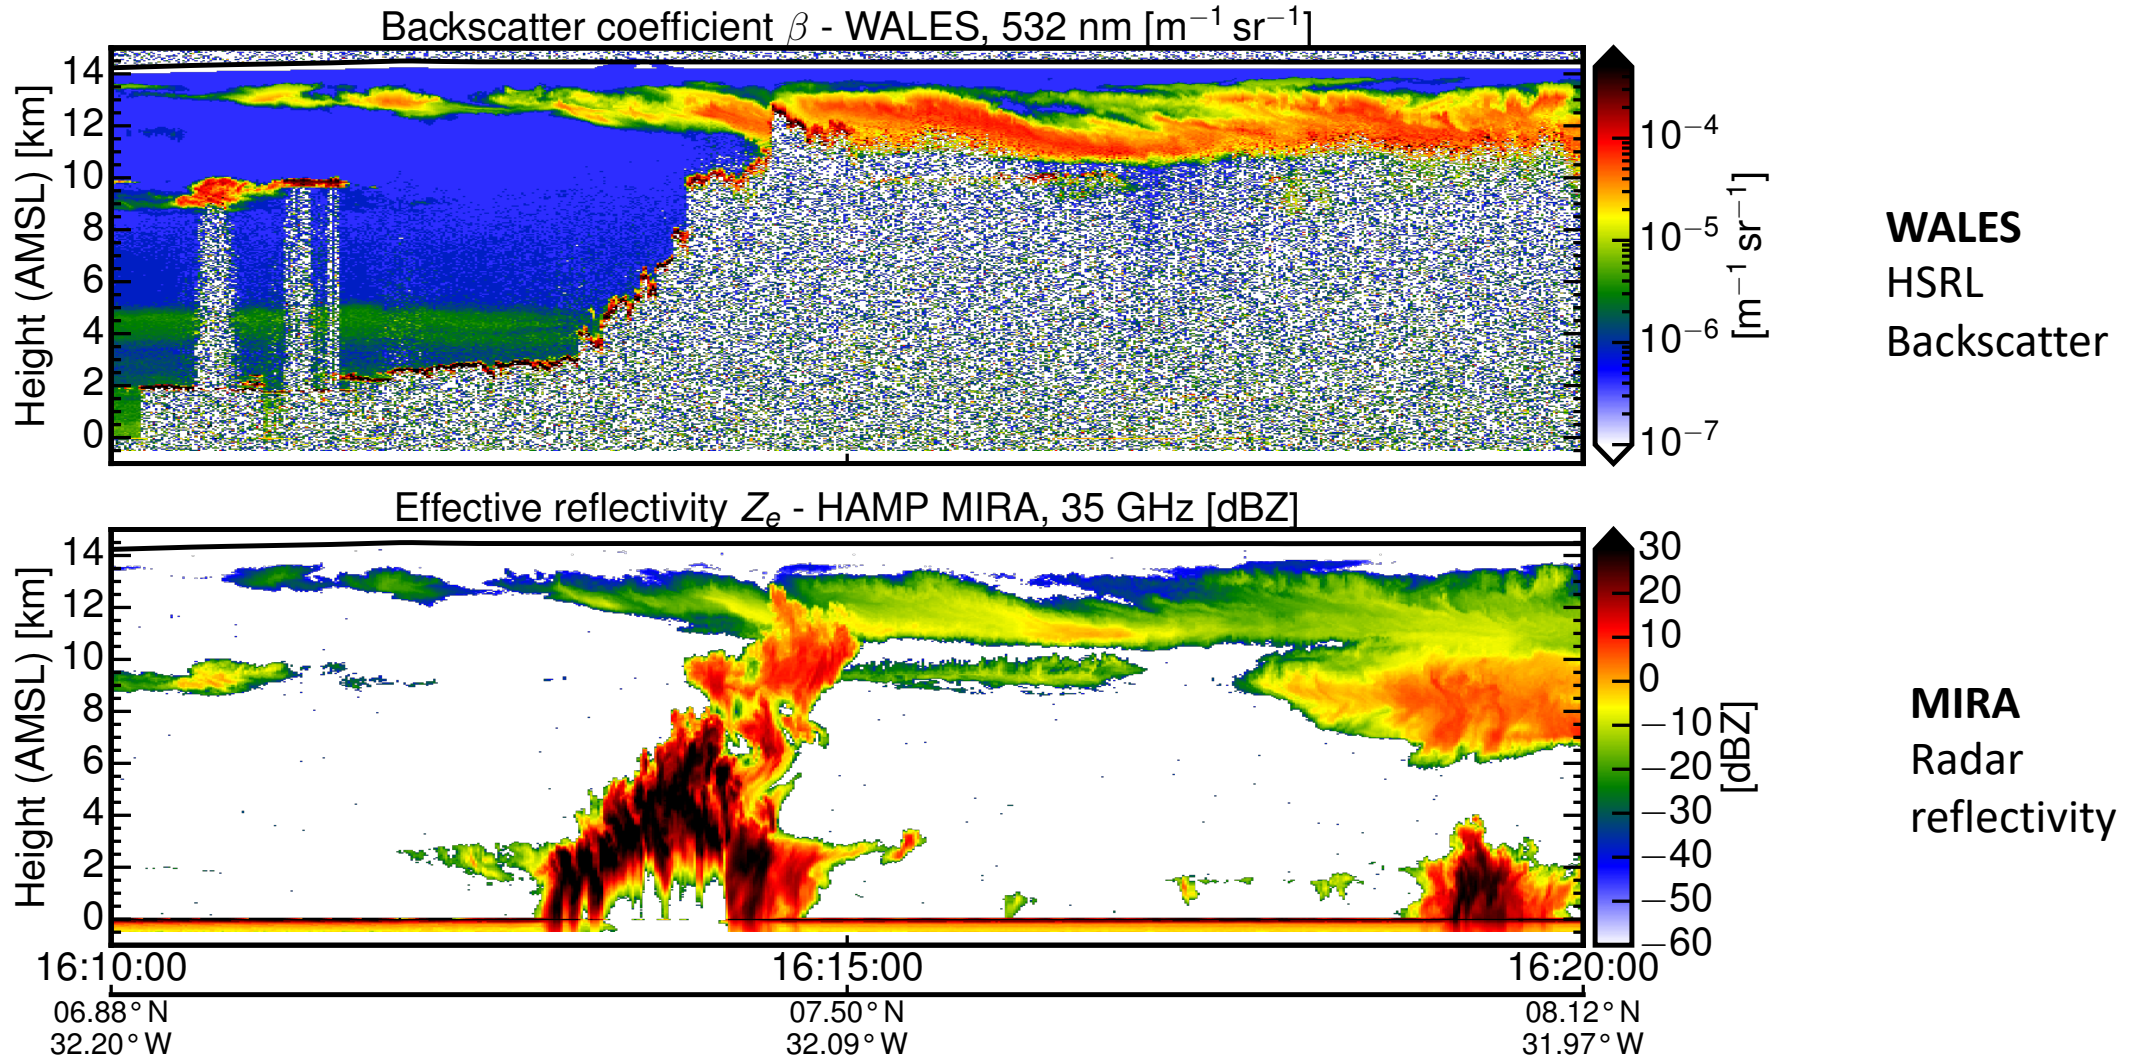 Backscatter coefficient β - WALES, 532 nm [m⁻¹ sr⁻¹]
Height (AMSL) [km]
14
12
10
8
6
4
2
0
10⁻⁴
10⁻⁵
10⁻⁶
10⁻⁷
[m⁻¹ sr⁻¹]
WALES
HSRL
Backscatter
Effective reflectivity Zₑ - HAMP MIRA, 35 GHz [dBZ]
Height (AMSL) [km]
14
12
10
8
6
4
2
0
30
20
10
0
−10
−20
−30
−40
−50
−60
[dBZ]
MIRA
Radar
reflectivity
16:10:00 16:15:00 16:20:00
06.88°N 07.50°N 08.12°N
32.20°W 32.09°W 31.97°W